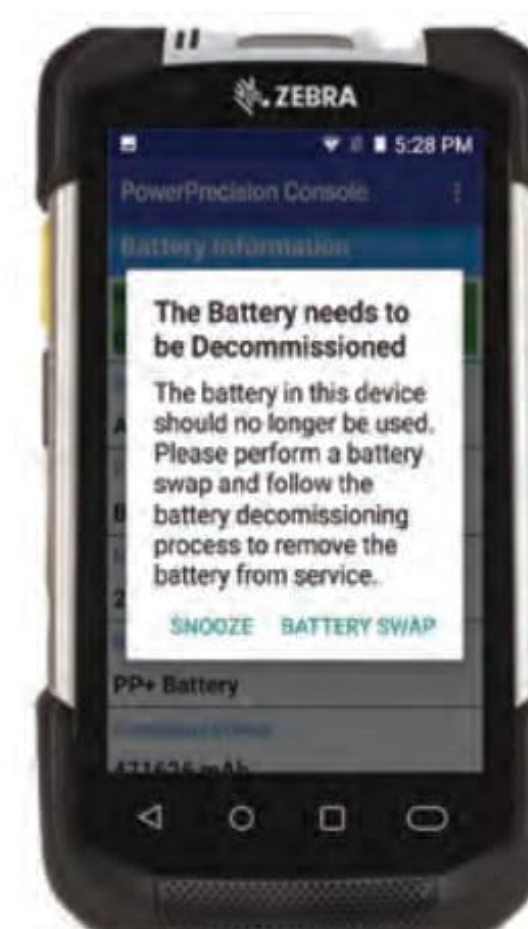 ZEBRA
5:28 PM
PowerPrecision Console
Battery Information
The Battery needs to
be Decommissioned
The battery in this device
should no longer be used.
Please perform a battery
swap and follow the
battery decomissioning
process to remove the
battery from service.
SNOOZE BATTERY SWAP
PP+ Battery